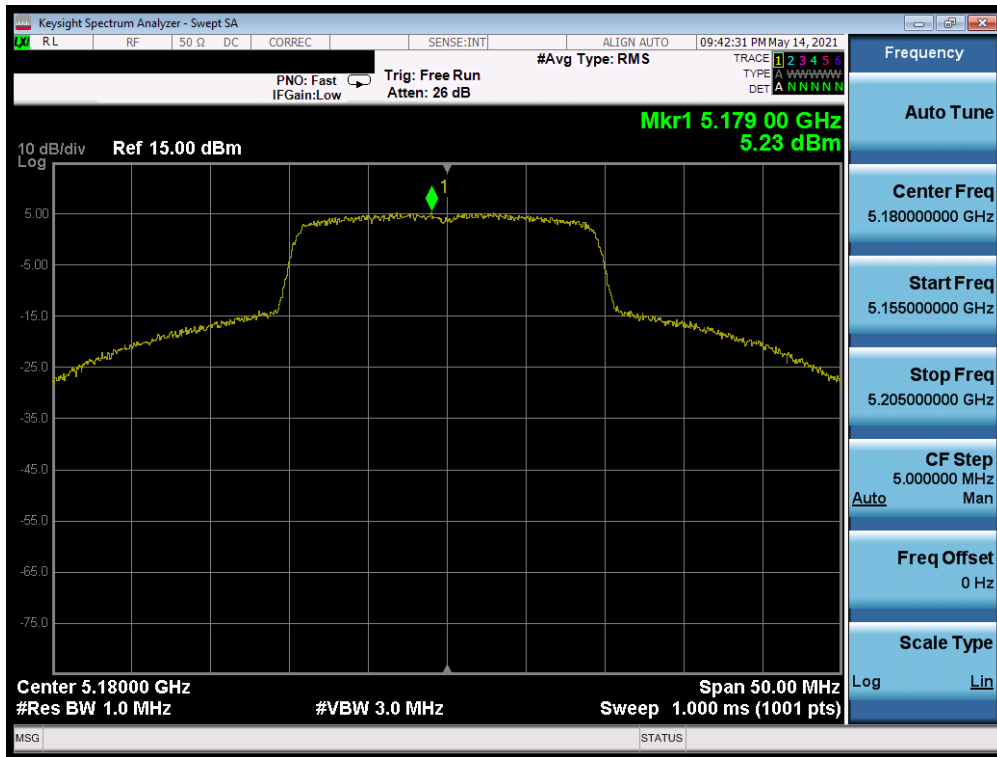 Keysight Spectrum Analyzer - Swept SA
LXI RL RF 50 Ω DC CORREC SENSE:INT ALIGN AUTO 09:42:31 PM May 14, 2021
#Avg Type: RMS
TRACE 1 2 3 4 5 6
TYPE A WWWWW
DET A N N N N N
PNO: Fast
IFGain:Low
Trig: Free Run
Atten: 26 dB
Mkr1 5.179 00 GHz
5.23 dBm
10 dB/div Ref 15.00 dBm
Log
1
5.00
-5.00
-15.0
-25.0
-35.0
-45.0
-55.0
-65.0
-75.0
Center 5.18000 GHz Span 50.00 MHz
#Res BW 1.0 MHz #VBW 3.0 MHz Sweep 1.000 ms (1001 pts)
MSG STATUS
Frequency
Auto Tune
Center Freq
5.180000000 GHz
Start Freq
5.155000000 GHz
Stop Freq
5.205000000 GHz
CF Step
5.000000 MHz
Auto Man
Freq Offset
0 Hz
Scale Type
Log Lin